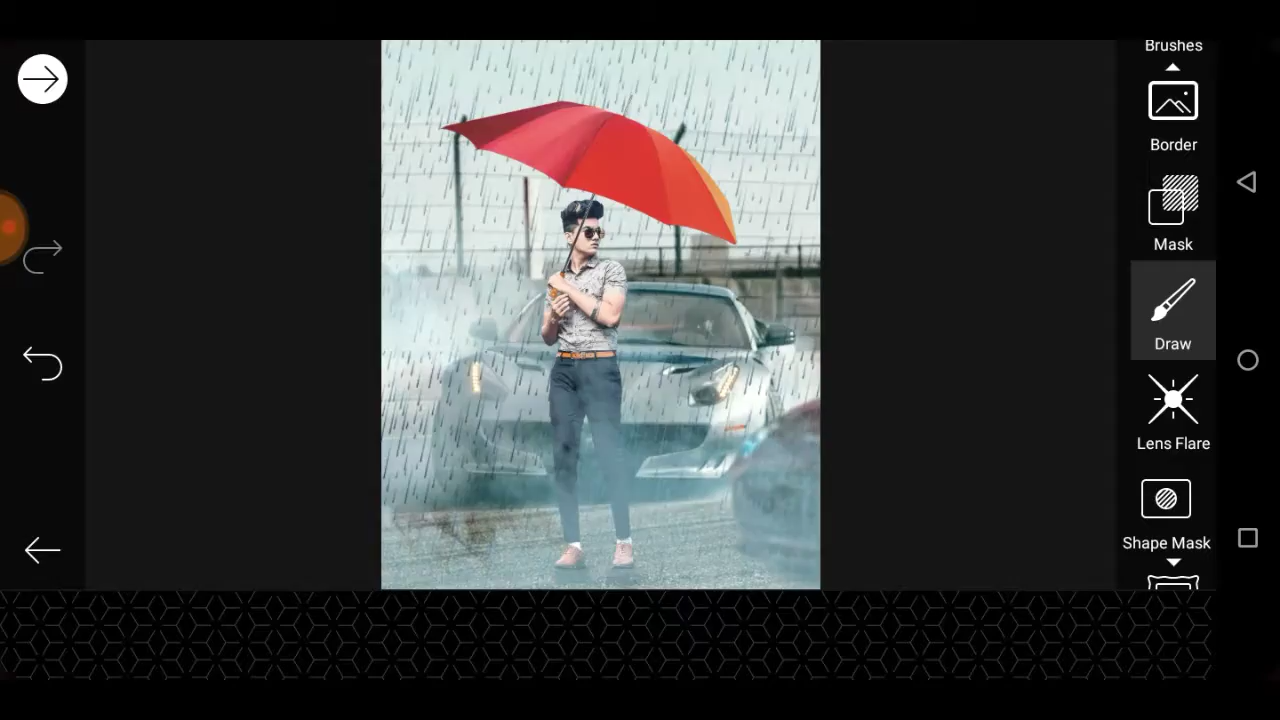 Brushes
Border
Mask
Draw
Lens Flare
Shape Mask